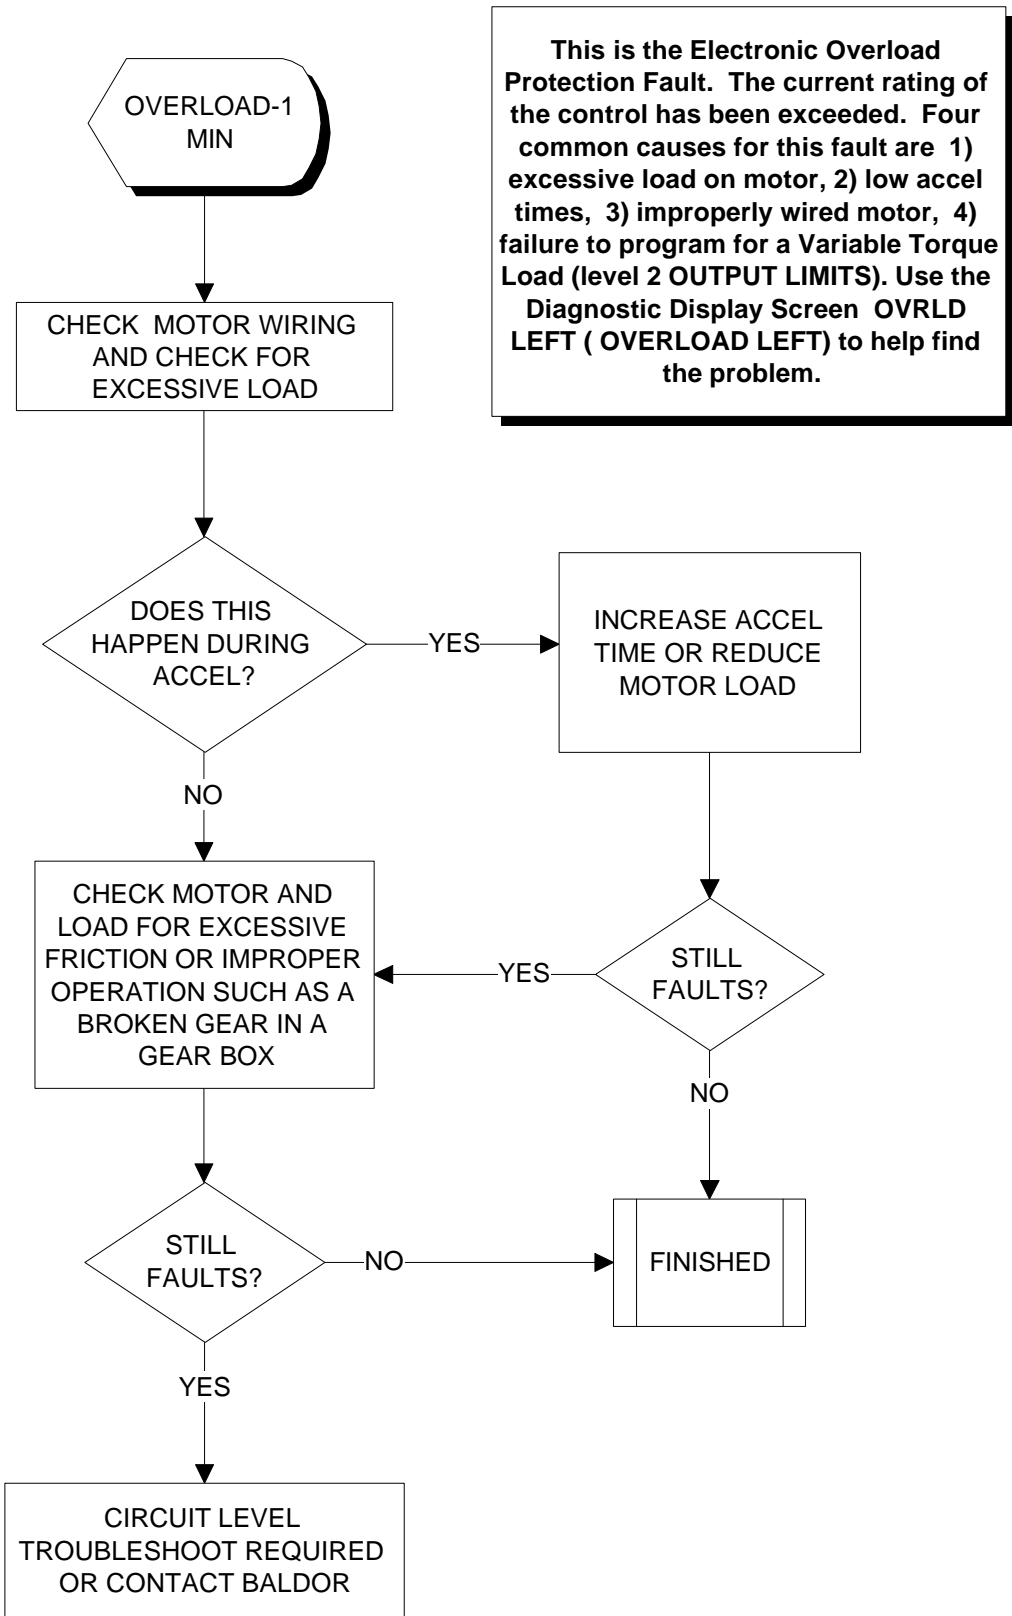 OVERLOAD-1
MIN
This is the Electronic Overload
Protection Fault.  The current rating of
the control has been exceeded.  Four
common causes for this fault are  1)
excessive load on motor, 2) low accel
times,  3) improperly wired motor,  4)
failure to program for a Variable Torque
Load (level 2 OUTPUT LIMITS). Use the
Diagnostic Display Screen  OVRLD
LEFT ( OVERLOAD LEFT) to help find
the problem.
CHECK  MOTOR WIRING
AND CHECK FOR
EXCESSIVE LOAD
DOES THIS
HAPPEN DURING
ACCEL?
YES
INCREASE ACCEL
TIME OR REDUCE
MOTOR LOAD
NO
CHECK MOTOR AND
LOAD FOR EXCESSIVE
FRICTION OR IMPROPER
OPERATION SUCH AS A
BROKEN GEAR IN A
GEAR BOX
YES
STILL
FAULTS?
NO
STILL
FAULTS?
NO
FINISHED
YES
CIRCUIT LEVEL
TROUBLESHOOT REQUIRED
OR CONTACT BALDOR